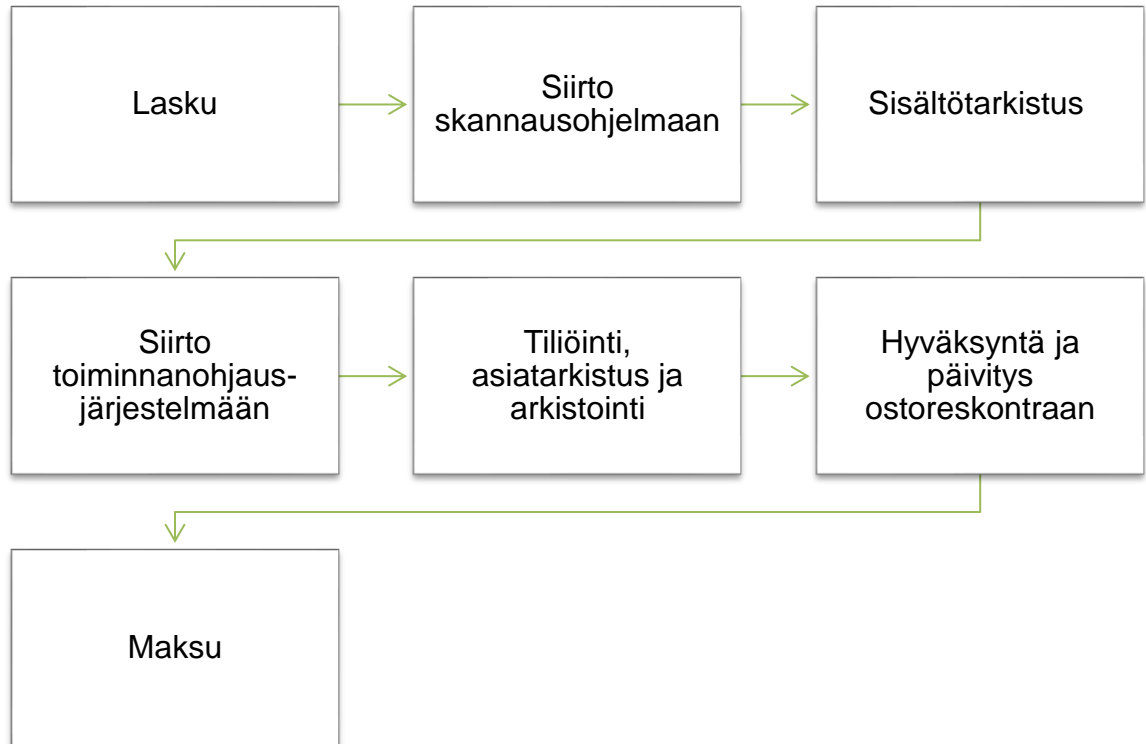 Lasku
Siirto
skannausohjelmaan
Sisältötarkistus
Siirto
toiminnanohjaus-
järjestelmään
Tiliöinti,
asiatarkistus ja
arkistointi
Hyväksyntä ja
päivitys
ostoreskontraan
Maksu